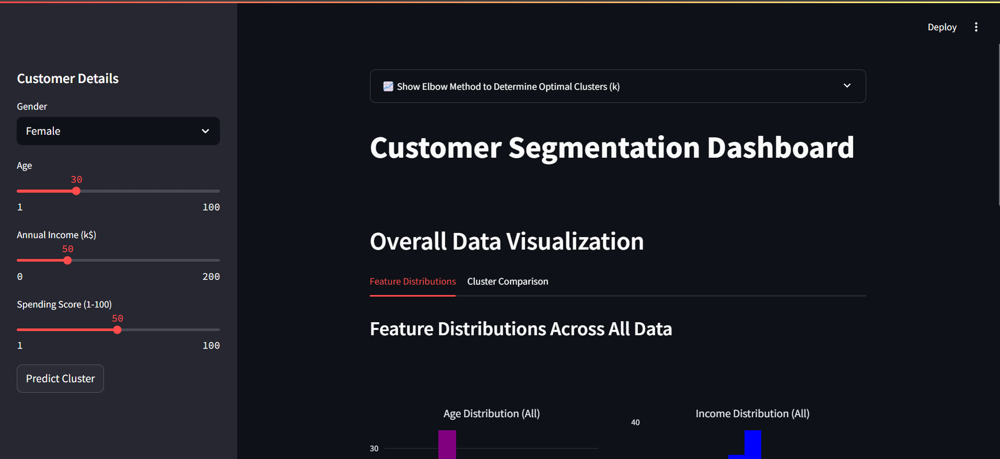 Deploy
Customer Details
Gender
Female
Age
30
1 100
Annual Income (k$)
50
0 200
Spending Score (1-100)
50
1 100
Predict Cluster
📈 Show Elbow Method to Determine Optimal Clusters (k)
Customer Segmentation Dashboard
Overall Data Visualization
Feature Distributions Cluster Comparison
Feature Distributions Across All Data
Age Distribution (All)
30
Income Distribution (All)
40